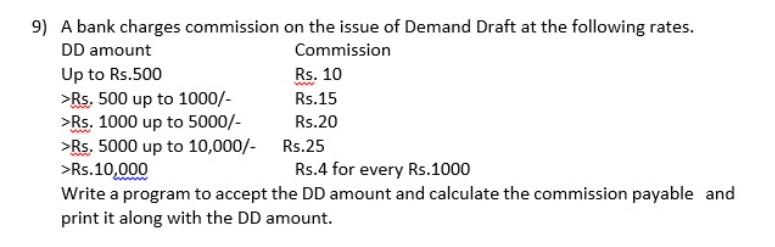 9) A bank charges commission on the issue of Demand Draft at the following rates.
DD amount Commission
Up to Rs.500 Rs. 10
>Rs. 500 up to 1000/- Rs.15
>Rs. 1000 up to 5000/- Rs.20
>Rs. 5000 up to 10,000/- Rs.25
>Rs.10,000 Rs.4 for every Rs.1000
Write a program to accept the DD amount and calculate the commission payable and
print it along with the DD amount.